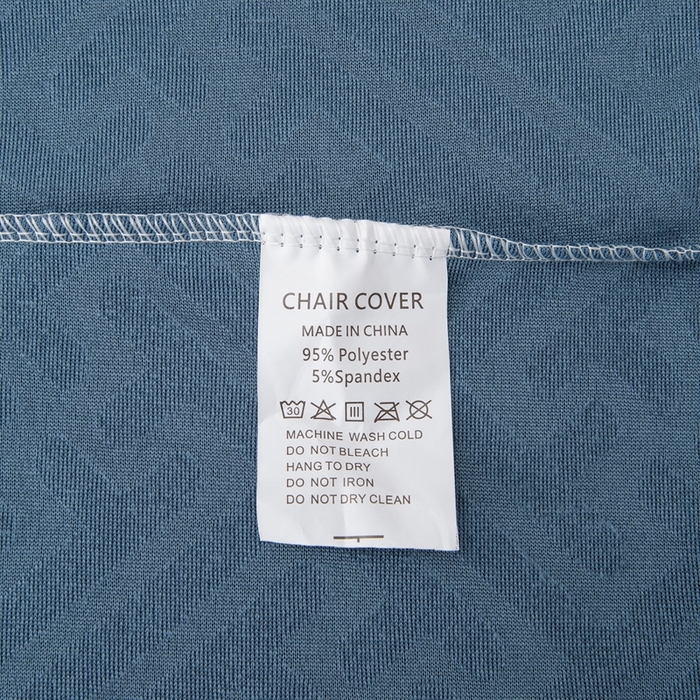 CHAIR COVER
MADE IN CHINA
95% Polyester
5%Spandex
30
MACHINE WASH COLD
DO NOT BLEACH
HANG TO DRY
DO NOT IRON
DO NOT DRY CLEAN